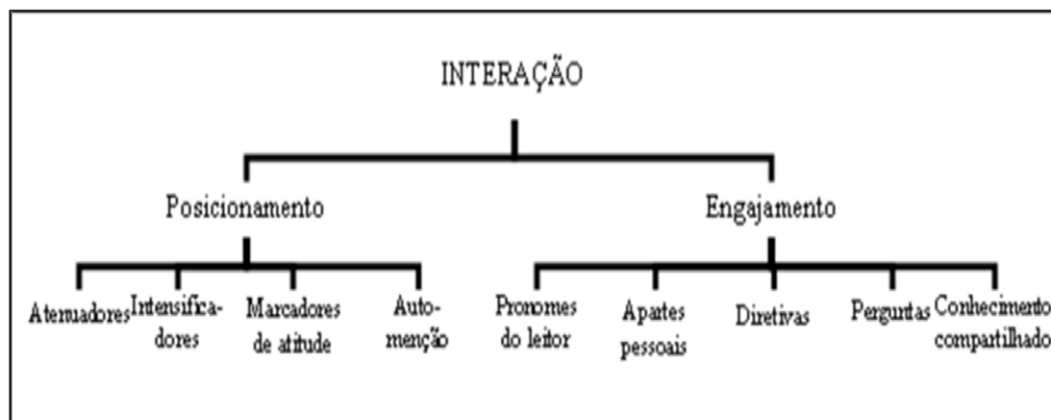 INTERAÇÃO
Posicionamento
Engajamento
Atenuadores
Intensifica-
dores
Marcadores
de atitude
Auto-
menção
Pronomes
do leitor
Apartes
pessoais
Diretivas
Perguntas
Conhecimento
compartilhado